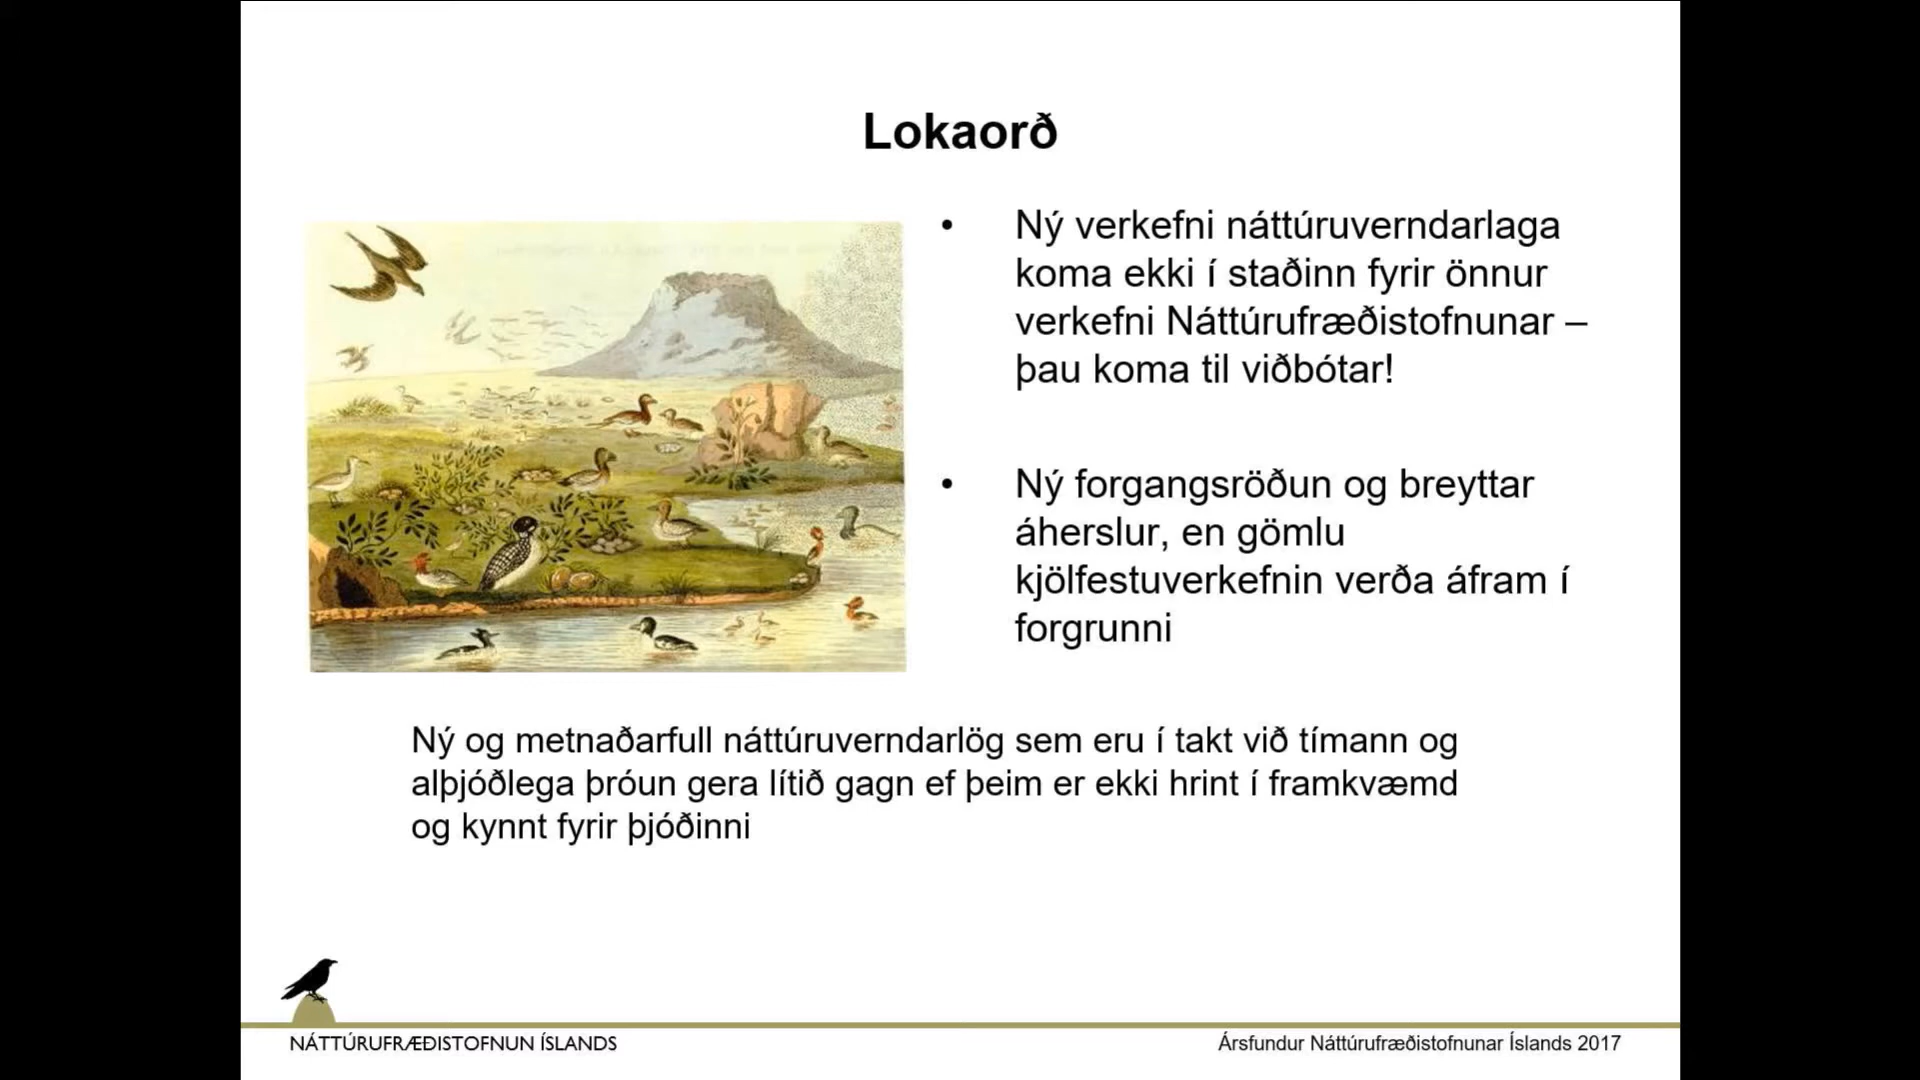 Lokaorð
• Ný verkefni náttúruverndarlaga
koma ekki í staðinn fyrir önnur
verkefni Náttúrufræðistofnunar –
þau koma til viðbótar!
• Ný forgangsröðun og breyttar
áherslur, en gömlu
kjölfestuverkefnin verða áfram í
forgrunni
Ný og metnaðarfull náttúruverndarlög sem eru í takt við tímann og
alþjóðlega þróun gera lítið gagn ef þeim er ekki hrint í framkvæmd
og kynnt fyrir þjóðinni
NÁTTÚRUFRÆÐISTOFNUN ÍSLANDS
Ársfundur Náttúrufræðistofnunar Íslands 2017